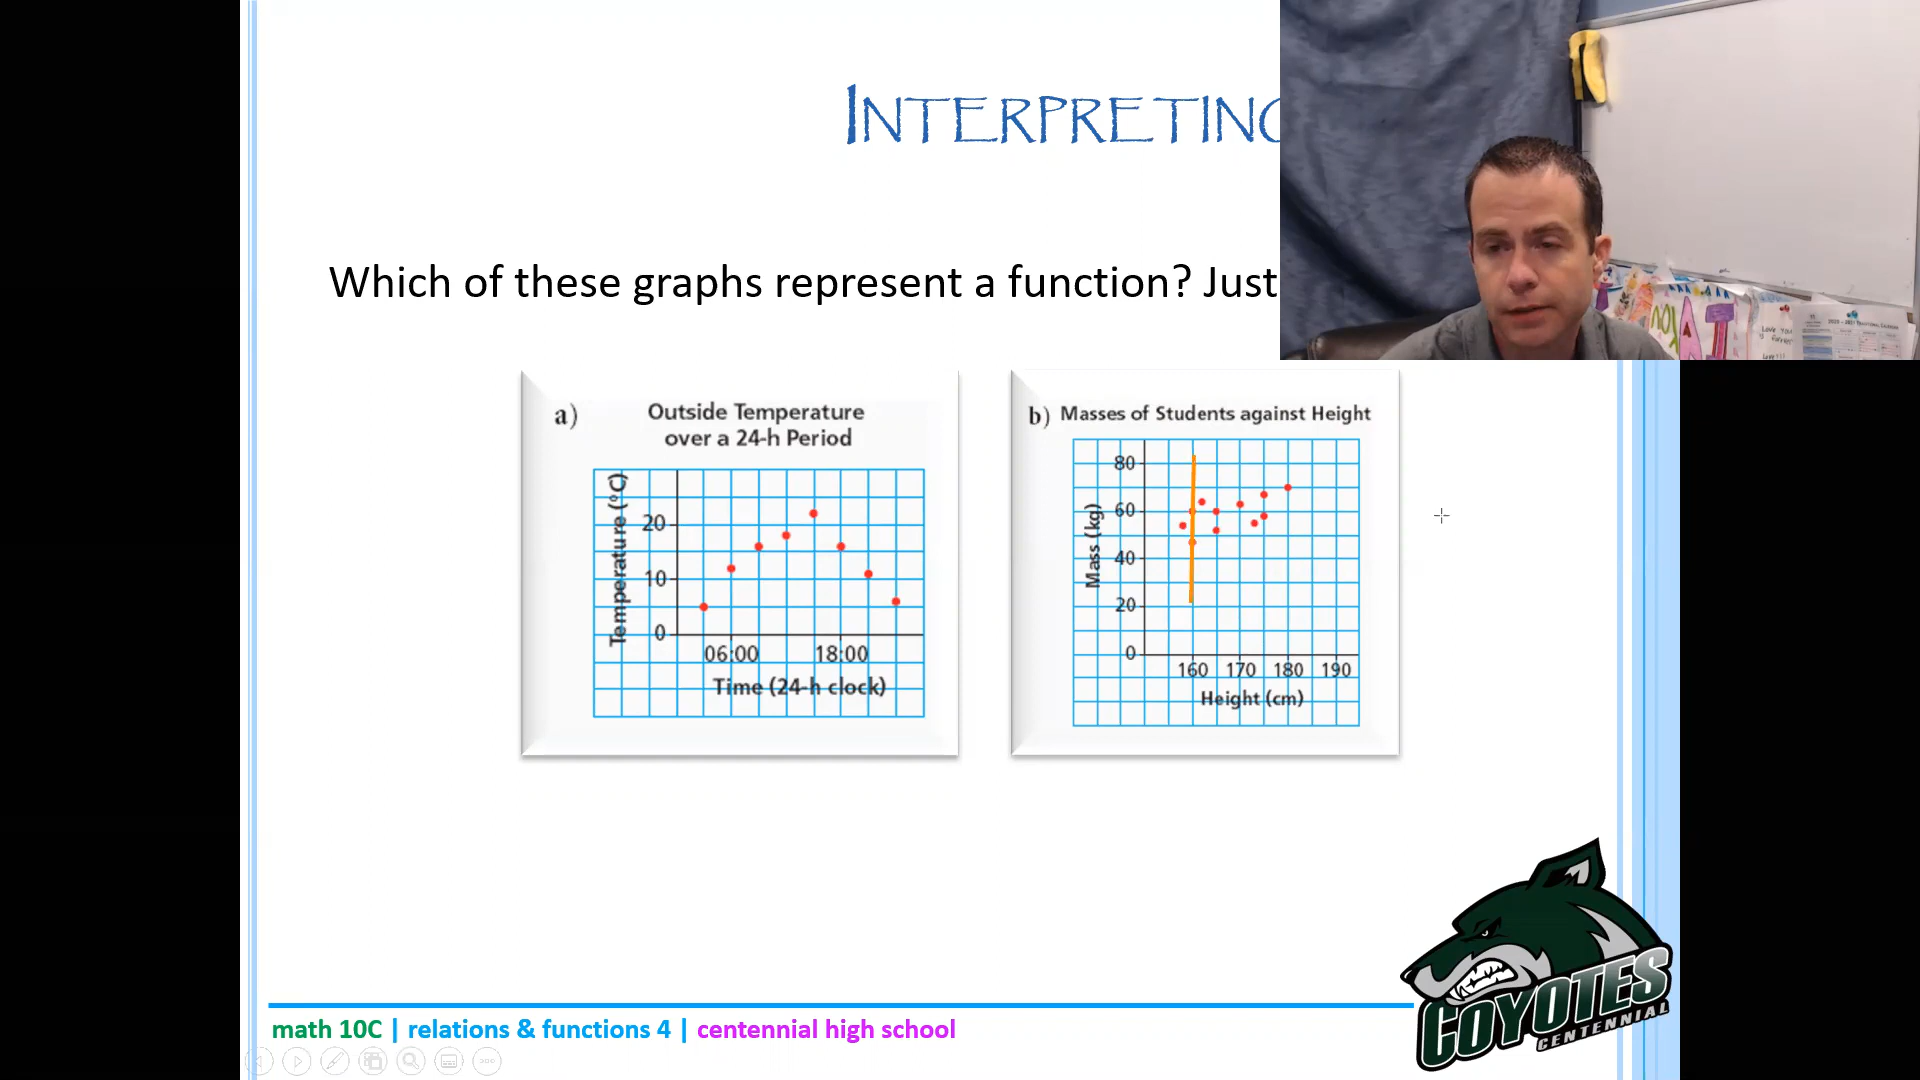 INTERPRETING
Which of these graphs represent a function? Just
a)
Outside Temperature
over a 24-h Period
Temperature (°C)
20
10
0
06:00 18:00
Time (24-h clock)
b) Masses of Students against Height
Mass (kg)
80
60
40
20
0
160 170 180 190
Height (cm)
math 10C | relations & functions 4 | centennial high school
COYOTES
CENTENNIAL